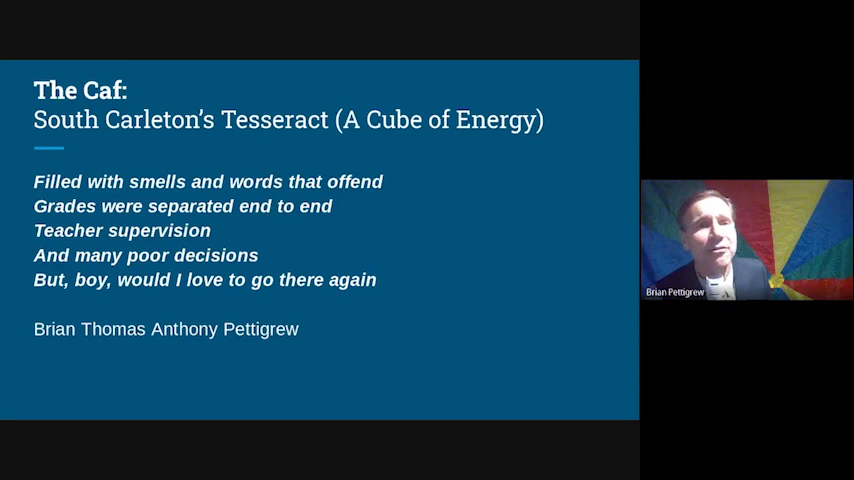 The Caf:
South Carleton's Tesseract (A Cube of Energy)
Filled with smells and words that offend
Grades were separated end to end
Teacher supervision
And many poor decisions
But, boy, would I love to go there again
Brian Thomas Anthony Pettigrew
Brian Pettigrew